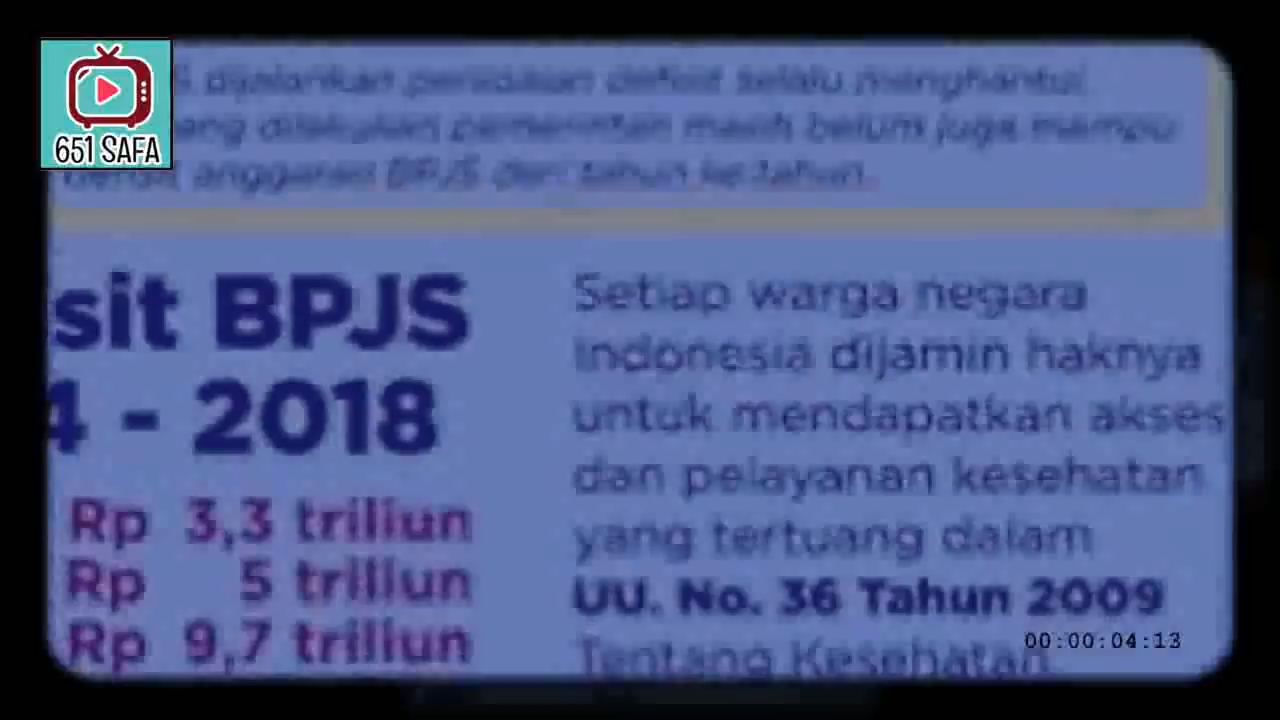 651 SAFA
S dijalankan persoalan defisit selalu menghantui
ang dilakukan pemerintah masih belum juga mampu
defisit anggaran BPJS dari tahun ke tahun.
sit BPJS
4 - 2018
Rp 3,3 triliun
Rp 5 triliun
Rp 9,7 triliun
Setiap warga negara
Indonesia dijamin haknya
untuk mendapatkan akses
dan pelayanan kesehatan
yang tertuang dalam
UU. No. 36 Tahun 2009
Tentang Kesehatan.
00:00:04:13